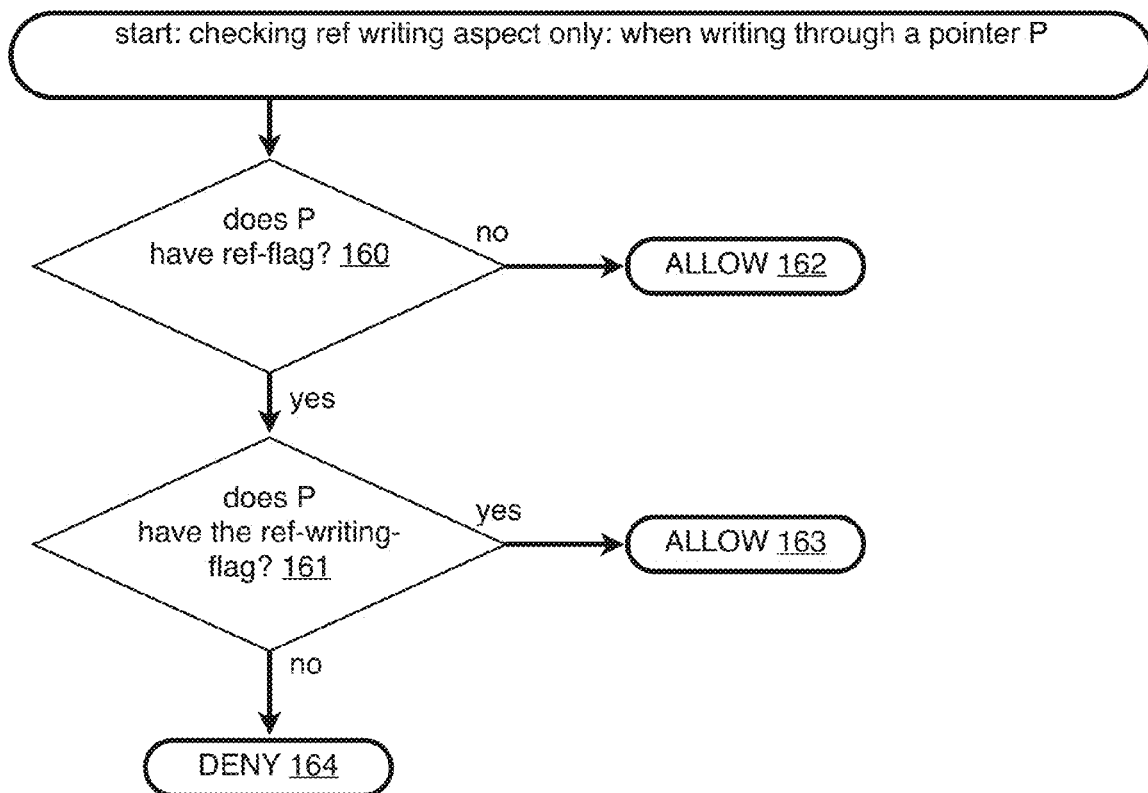 start: checking ref writing aspect only: when writing through a pointer P
does P
have ref-flag? 160
no
ALLOW 162
yes
does P
have the ref-writing-
flag? 161
yes
ALLOW 163
no
DENY 164